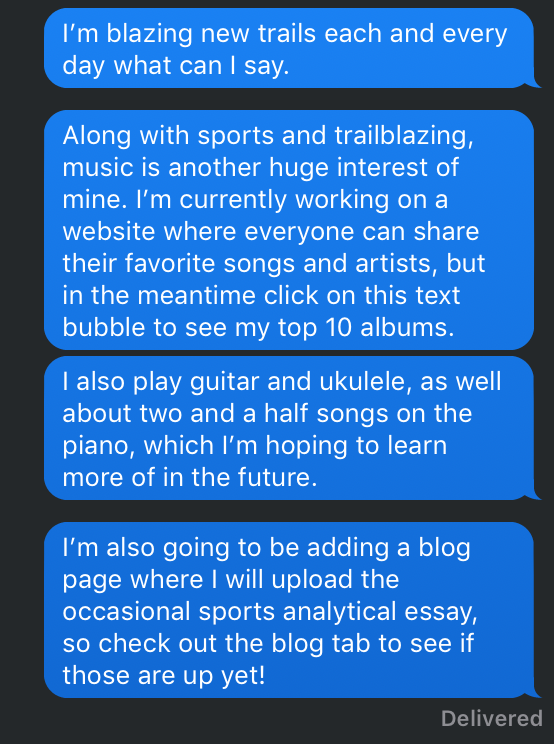 I’m blazing new trails each and every
day what can I say.
Along with sports and trailblazing,
music is another huge interest of
mine. I’m currently working on a
website where everyone can share
their favorite songs and artists, but
in the meantime click on this text
bubble to see my top 10 albums.
I also play guitar and ukulele, as well
about two and a half songs on the
piano, which I’m hoping to learn
more of in the future.
I’m also going to be adding a blog
page where I will upload the
occasional sports analytical essay,
so check out the blog tab to see if
those are up yet!
Delivered